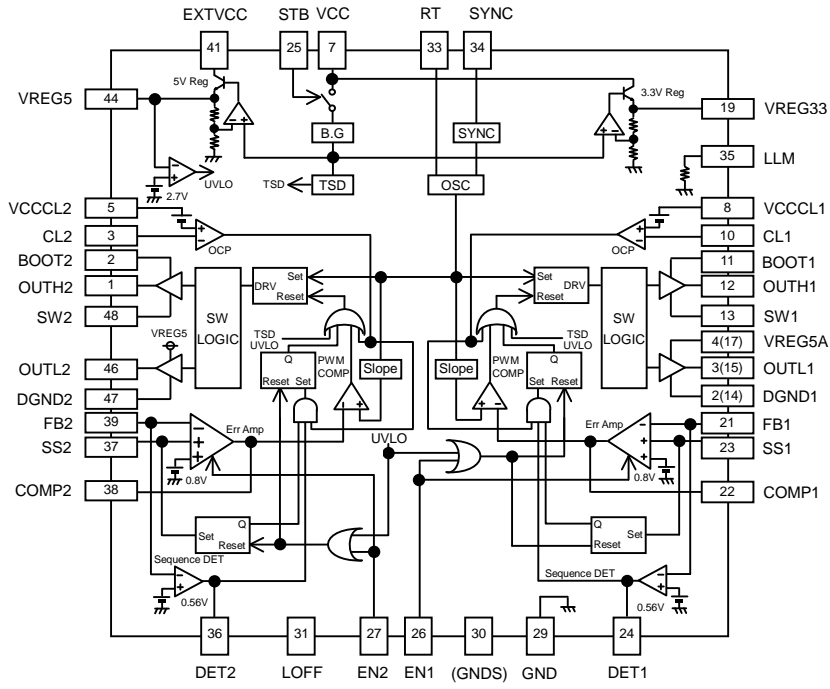 EXTVCC STB VCC RT SYNC
41 25 7 33 34
5V Reg 3.3V Reg
VREG5 44 19 VREG33
B.G SYNC
35 LLM
UVLO TSD TSD OSC
2.7V
VCCCL2 5 8 VCCCL1
CL2 3 10 CL1
OCP OCP
BOOT2 2 11 BOOT1
Set Set
OUTH2 1 DRV DRV 12 OUTH1
Reset Reset
SW2 48 13 SW1
SW LOGIC SW LOGIC
VREG5 TSD UVLO TSD UVLO 4(17) VREG5A
Q PWM COMP Slope Slope PWM COMP Q
OUTL2 46 3(15) OUTL1
Reset Set Set Reset
DGND2 47 2(14) DGND1
FB2 39 21 FB1
Err Amp UVLO Err Amp
SS2 37 23 SS1
0.8V 0.8V
COMP2 38 22 COMP1
Q Q
Set Set
Reset Reset
Sequence DET Sequence DET
0.56V 0.56V
36 31 27 26 30 29 24
DET2 LOFF EN2 EN1 (GNDS) GND DET1